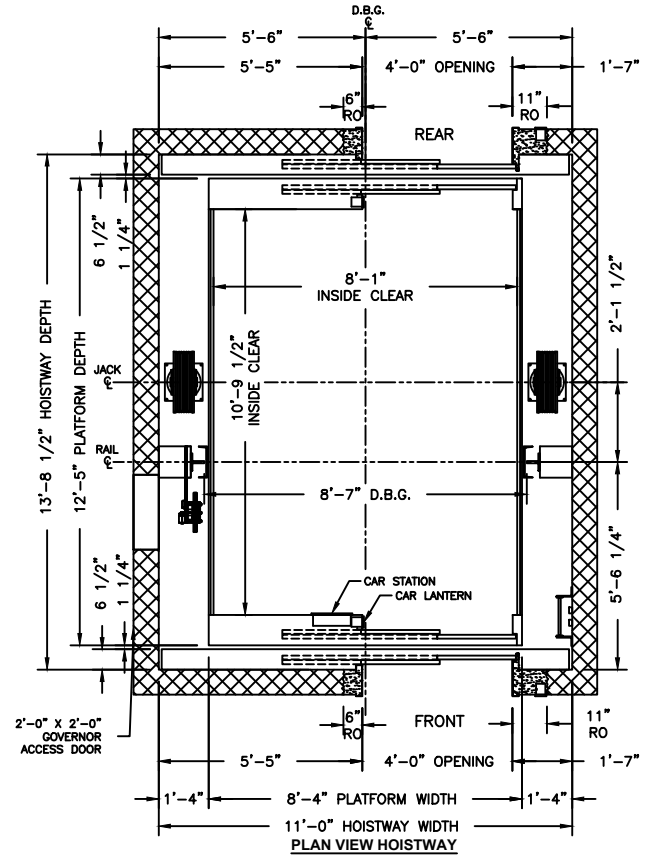 D.B.G.
℄
5'-6"
5'-6"
5'-5"
4'-0" OPENING
1'-7"
6"
RO
11"
RO
REAR
6 1/2"
1 1/4"
8'-1"
INSIDE CLEAR
2'-1 1/2"
13'-8 1/2" HOISTWAY DEPTH
12'-5" PLATFORM DEPTH
10'-9 1/2"
INSIDE CLEAR
JACK
℄
RAIL
℄
8'-7" D.B.G.
5'-6 1/4"
6 1/2"
1 1/4"
CAR STATION
CAR LANTERN
2'-0" X 2'-0"
GOVERNOR
ACCESS DOOR
6"
RO
FRONT
11"
RO
5'-5"
4'-0" OPENING
1'-7"
1'-4"
8'-4" PLATFORM WIDTH
1'-4"
11'-0" HOISTWAY WIDTH
PLAN VIEW HOISTWAY